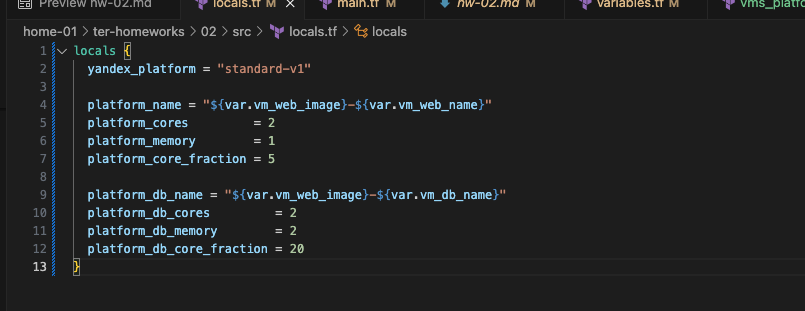 Preview hw-02.md locals.tf M main.tf M hw-02.md M variables.tf M
home-01 > ter-homeworks > 02 > src > locals.tf > locals
1 locals {
2 yandex_platform = "standard-v1"
3
4 platform_name = "${var.vm_web_image}-${var.vm_web_name}"
5 platform_cores = 2
6 platform_memory = 1
7 platform_core_fraction = 5
8
9 platform_db_name = "${var.vm_web_image}-${var.vm_db_name}"
10 platform_db_cores = 2
11 platform_db_memory = 2
12 platform_db_core_fraction = 20
13 }